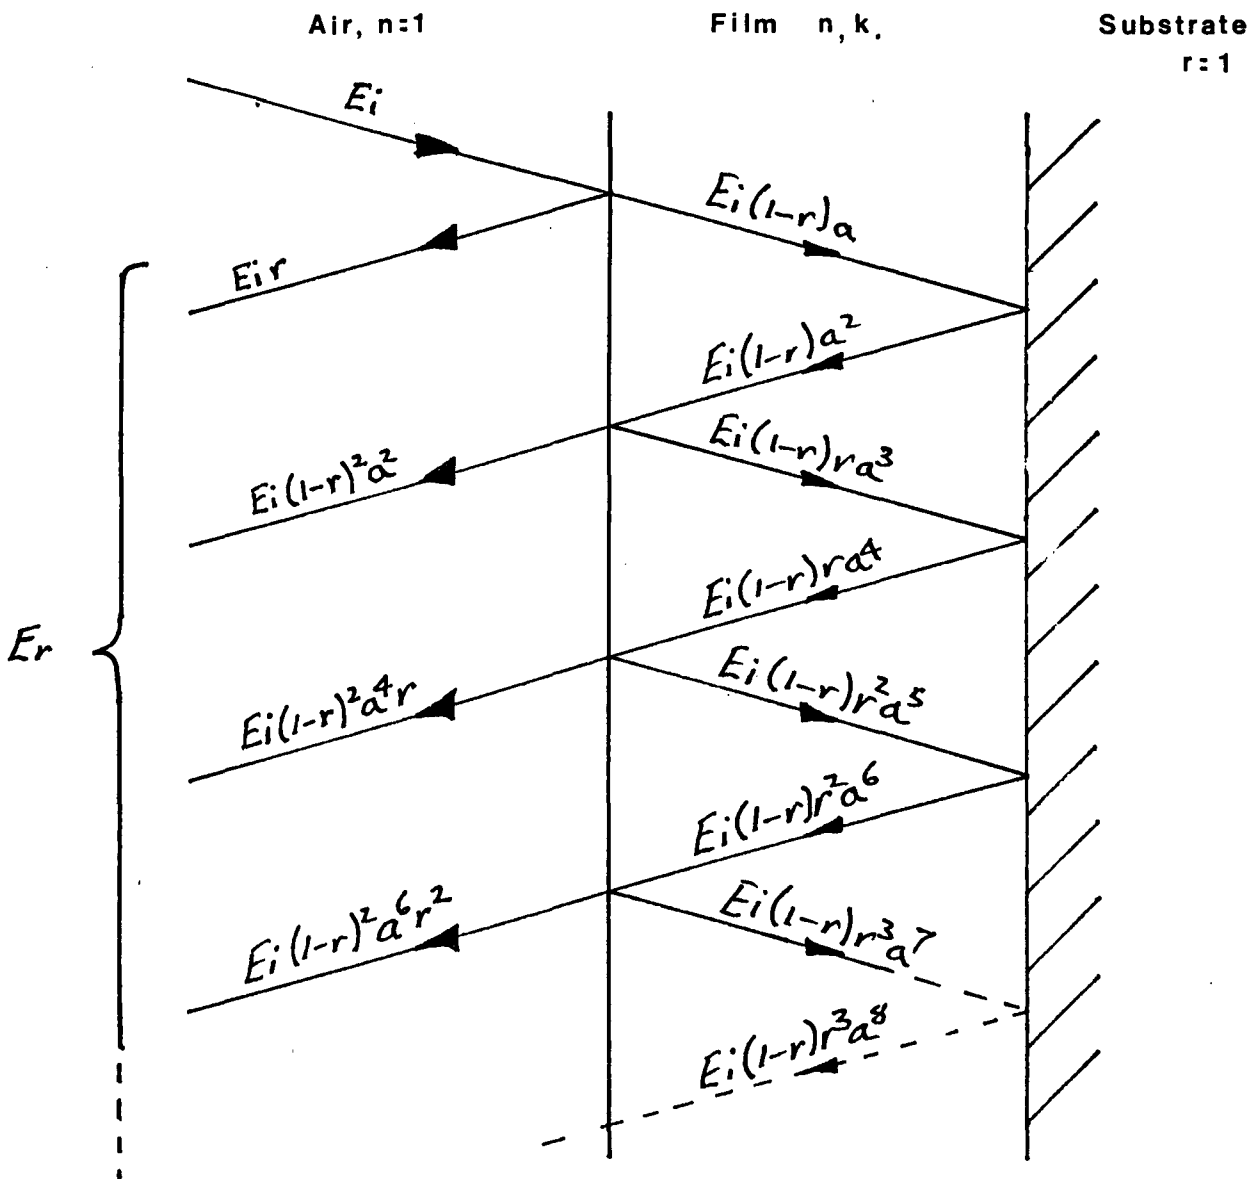 Air, n=1
Film n, k.
Substrate
r=1
Ei
Ei(1-r)a
Eir
Ei(1-r)a²
Ei(1-r)ra³
Ei(1-r)²a²
Ei(1-r)ra⁴
Er
Ei(1-r)r²a⁵
Ei(1-r)²a⁴r
Ei(1-r)r²a⁶
Ei(1-r)r³a⁷
Ei(1-r)²a⁶r²
Ei(1-r)r³a⁸